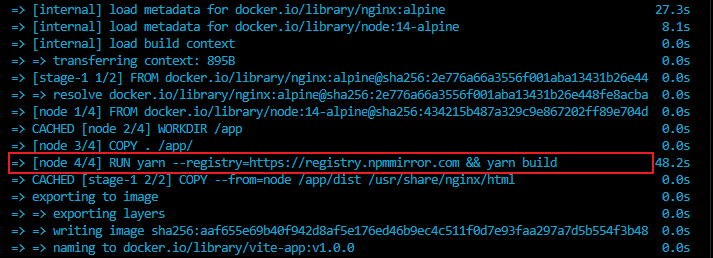 => [internal] load metadata for docker.io/library/nginx:alpine 27.3s
=> [internal] load metadata for docker.io/library/node:14-alpine 8.1s
=> [internal] load build context 0.0s
=> => transferring context: 895B 0.0s
=> [stage-1 1/2] FROM docker.io/library/nginx:alpine@sha256:2e776a66a3556f001aba13431b26e44 0.0s
=> => resolve docker.io/library/nginx:alpine@sha256:2e776a66a3556f001aba13431b26e448fe8acba 0.0s
=> [node 1/4] FROM docker.io/library/node:14-alpine@sha256:434215b487a329c9e867202ff89e704d 0.0s
=> CACHED [node 2/4] WORKDIR /app 0.0s
=> [node 3/4] COPY . /app/ 0.0s
=> [node 4/4] RUN yarn --registry=https://registry.npmmirror.com && yarn build 48.2s
=> CACHED [stage-1 2/2] COPY --from=node /app/dist /usr/share/nginx/html 0.0s
=> exporting to image 0.0s
=> => exporting layers 0.0s
=> => writing image sha256:aaf655e69b40f942d8af5e176ed46b9ec4c511f0d7e93faa297a7d5b554f3b48 0.0s
=> => naming to docker.io/library/vite-app:v1.0.0 0.0s